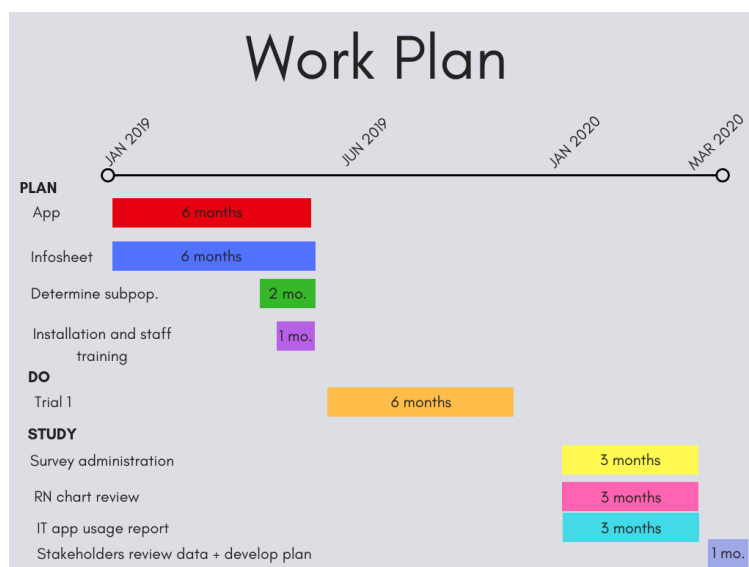 Work Plan
JAN 2019
JUN 2019
JAN 2020
MAR 2020
PLAN
App
6 months
Infosheet
6 months
Determine subpop.
2 mo.
Installation and staff
training
1 mo.
DO
Trial 1
6 months
STUDY
Survey administration
3 months
RN chart review
3 months
IT app usage report
3 months
Stakeholders review data + develop plan
1 mo.